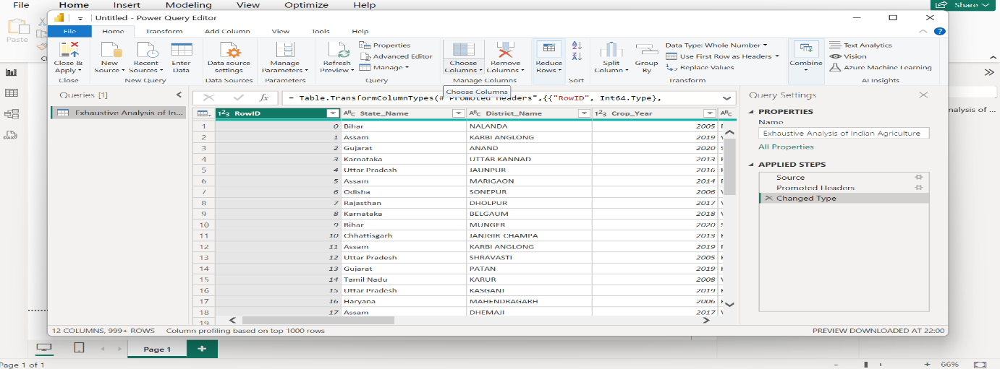 File Home Insert Modeling View Optimize Help Share
Untitled - Power Query Editor
File Home Transform Add Column View Tools Help
Paste
Close & Apply
New Source
Recent Sources
Enter Data
Data source settings
Manage Parameters
Refresh Preview
Properties
Advanced Editor
Manage
Choose Columns
Remove Columns
Reduce Rows
Split Column
Group By
Data Type: Whole Number
Use First Row as Headers
Replace Values
Combine
Text Analytics
Vision
Azure Machine Learning
Close New Query Data Sources Parameters Query Manage Columns Sort Transform AI Insights
Choose Columns
Queries [1]
Exhaustive Analysis of In...
fx = Table.TransformColumnTypes(#"Promoted Headers",{{"RowID", Int64.Type},
RowID State_Name District_Name Crop_Year
1 0 Bihar NALANDA 2005
2 1 Assam KARBI ANGLONG 2019
3 2 Gujarat ANAND 2020
4 3 Karnataka UTTAR KANNAD 2013
5 4 Uttar Pradesh JAUNPUR 2016
6 5 Assam MARIGAON 2014
7 6 Odisha SONEPUR 2006
8 7 Rajasthan DHOLPUR 2017
9 8 Karnataka BELGAUM 2018
10 9 Bihar MUNGER 2020
11 10 Chhattisgarh JANJGIR-CHAMPA 2013
12 11 Assam KARBI ANGLONG 2019
13 12 Uttar Pradesh SHRAVASTI 2005
14 13 Gujarat PATAN 2019
15 14 Tamil Nadu KARUR 2008
16 15 Uttar Pradesh KASGANJ 2019
17 16 Haryana MAHENDRAGARH 2006
18 17 Assam DHEMAJI 2017
19
Query Settings
PROPERTIES
Name
Exhaustive Analysis of Indian Agriculture
All Properties
APPLIED STEPS
Source
Promoted Headers
Changed Type
nalysis of ...
12 COLUMNS, 999+ ROWS Column profiling based on top 1000 rows PREVIEW DOWNLOADED AT 22:00
Page 1
Page 1 of 1 66%